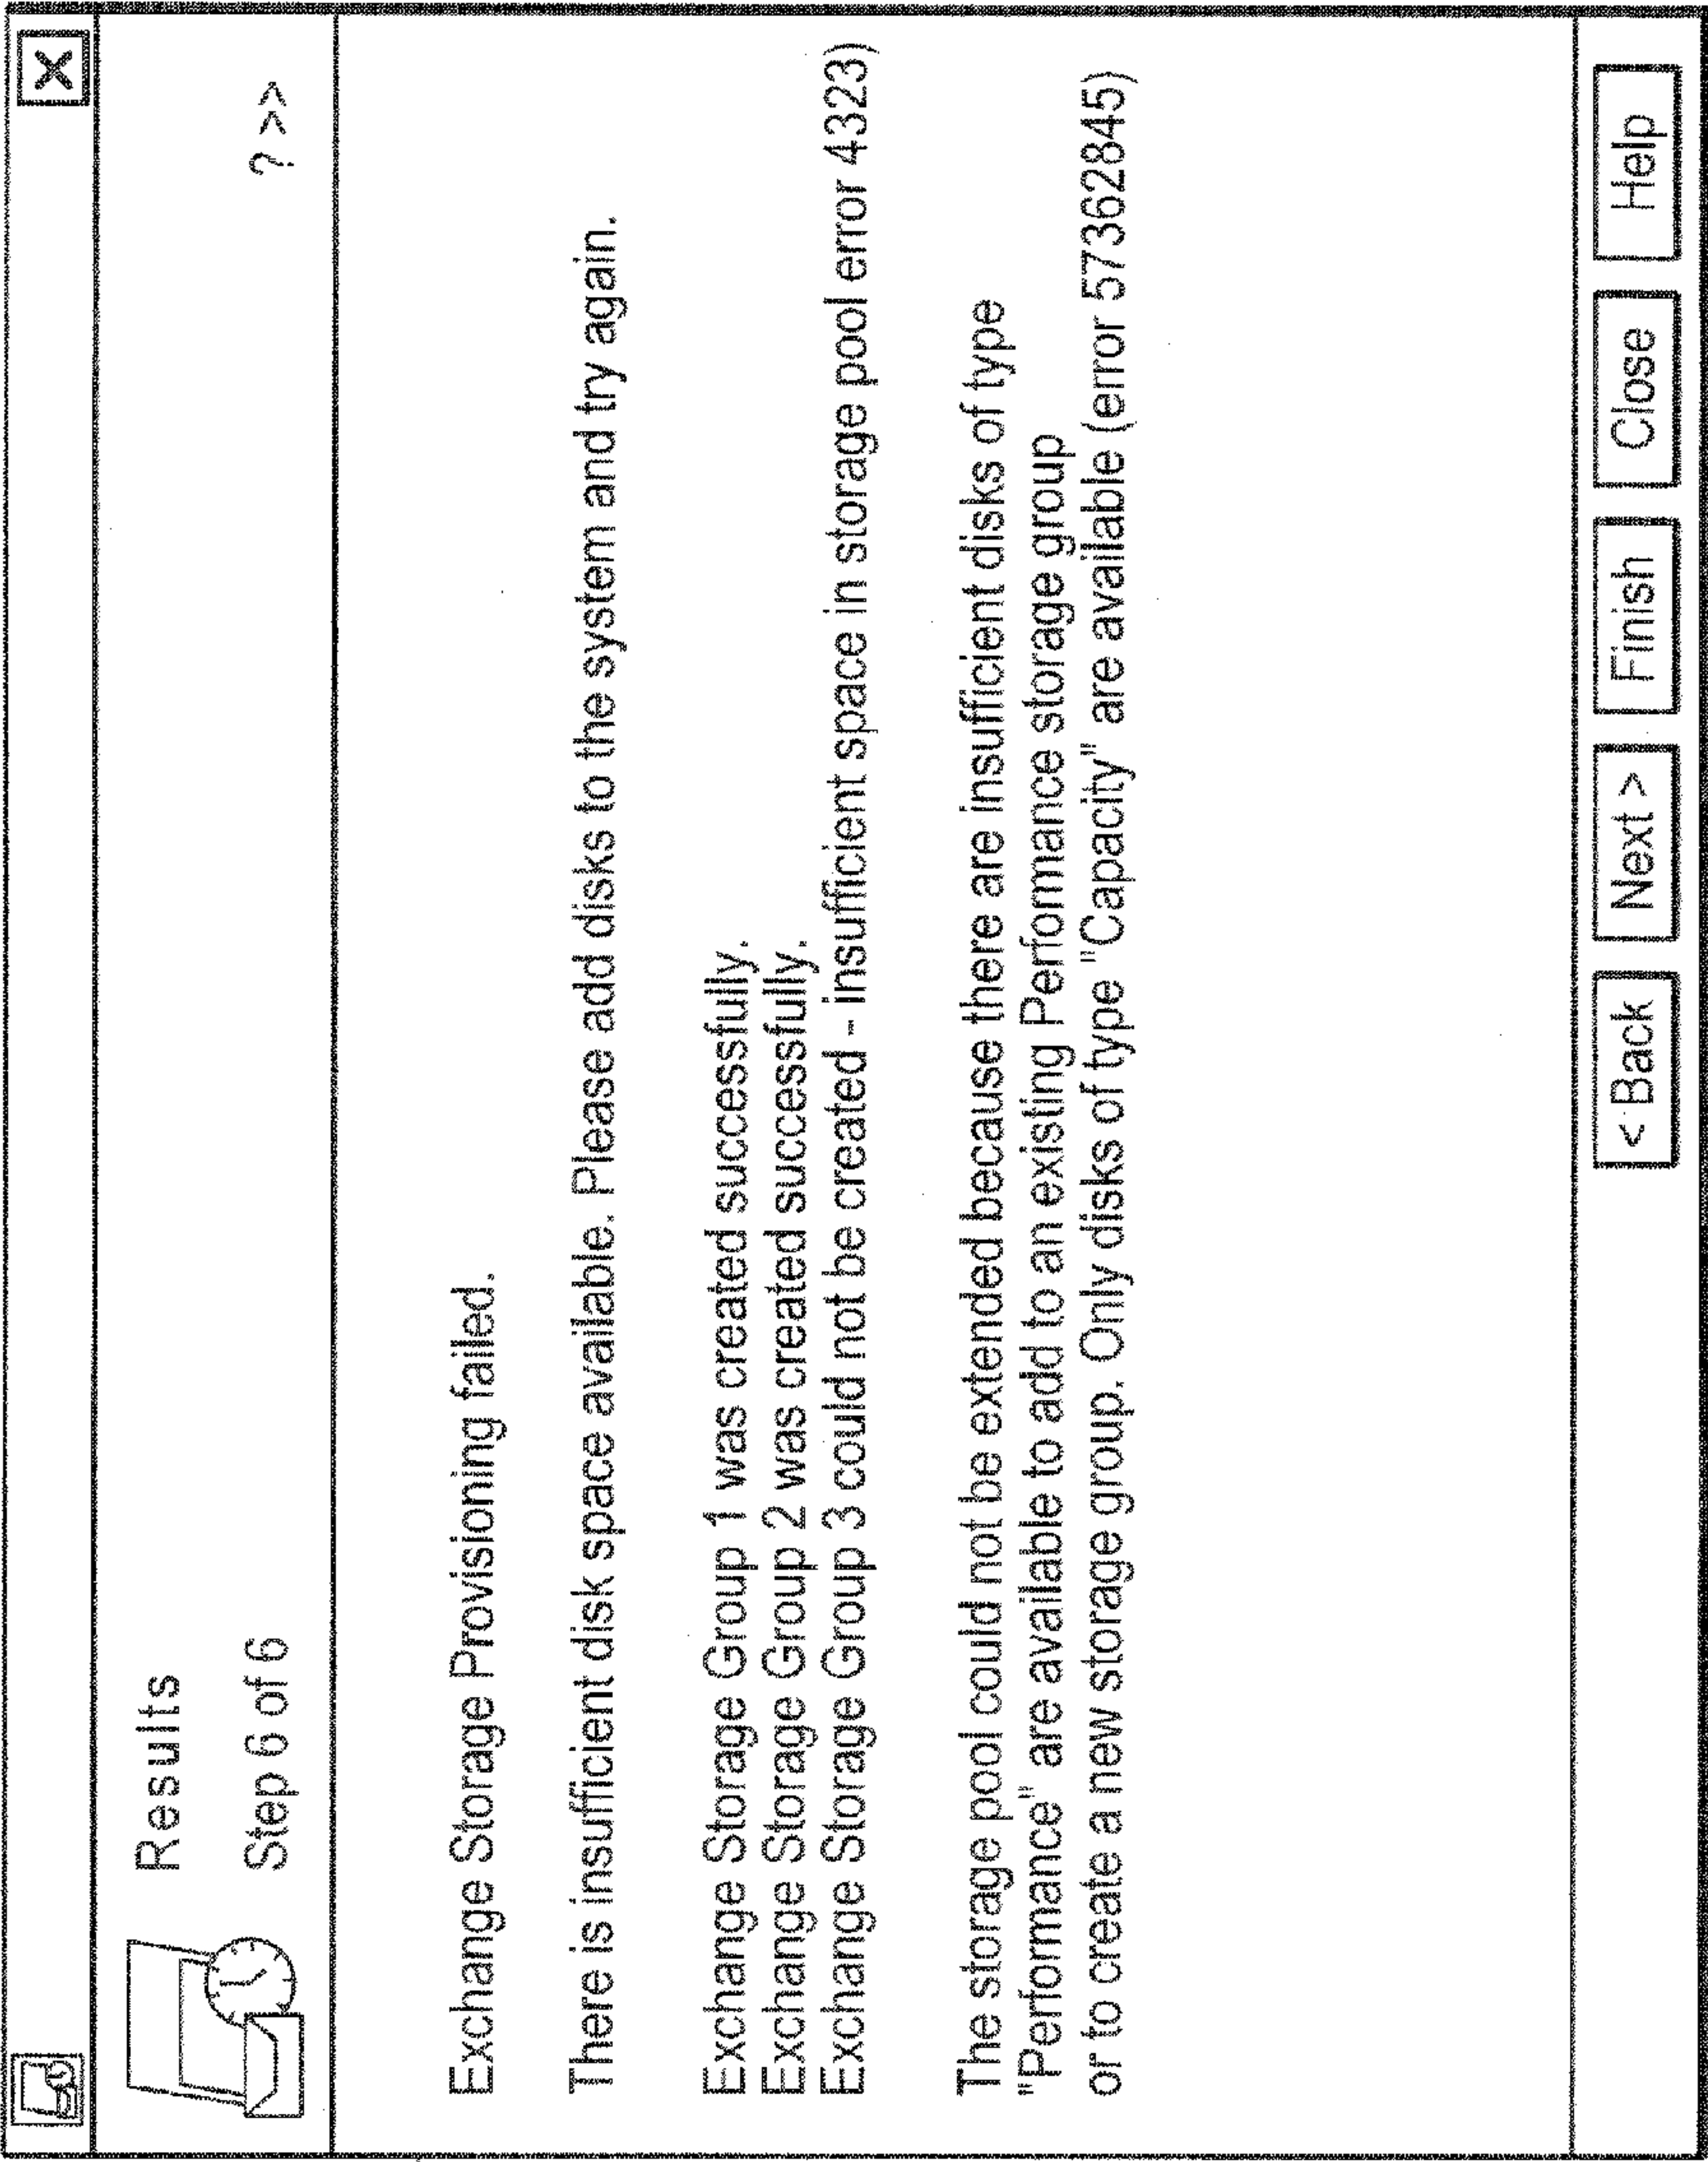 X
Results
Step 6 of 6
? >>
Exchange Storage Provisioning failed.
There is insufficient disk space available. Please add disks to the system and try again.
Exchange Storage Group 1 was created successfully.
Exchange Storage Group 2 was created successfully.
Exchange Storage Group 3 could not be created - insufficient space in storage pool error 4323)
The storage pool could not be extended because there are insufficient disks of type
"Performance" are available to add to an existing Performance storage group
or to create a new storage group. Only disks of type "Capacity" are available (error 57362845)
< Back
Next >
Finish
Close
Help